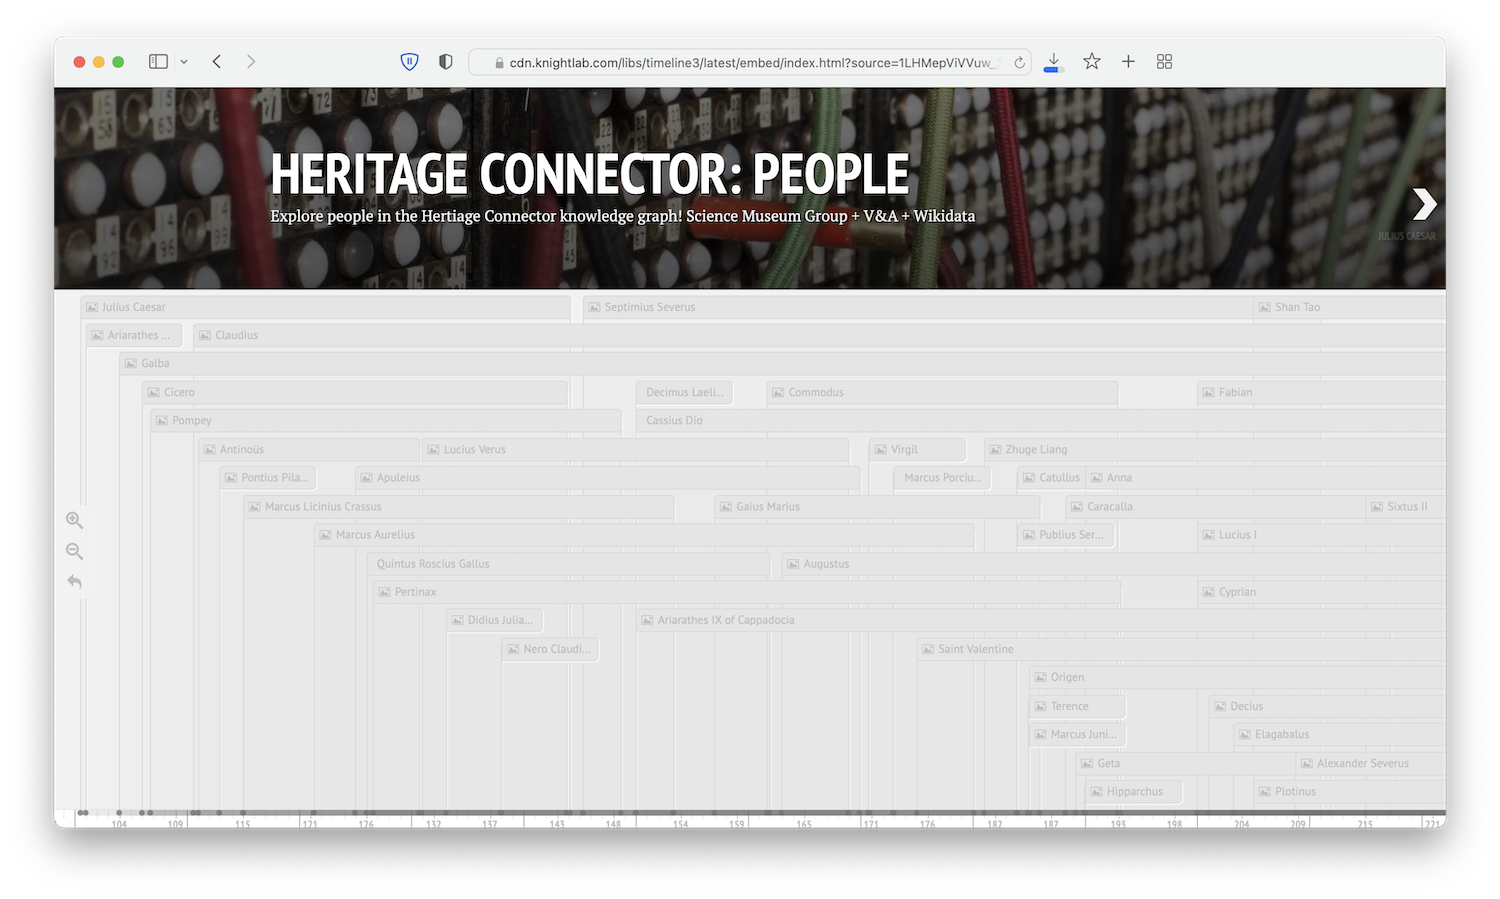 cdn.knightlab.com/libs/timeline3/latest/embed/index.html?source=1LHMepViVVuw_
HERITAGE CONNECTOR: PEOPLE
Explore people in the Hertiage Connector knowledge graph! Science Museum Group + V&A + Wikidata
JULIUS CAESAR
Julius Caesar Septimius Severus Shan Tao
Ariarathes ... Claudius
Galba
Cicero Decimus Laeli... Commodus Fabian
Pompey Cassius Dio
Antinoüs Lucius Verus Virgil Zhuge Liang
Pontius Pila... Apuleius Marcus Porciu... Catullus Anna
Marcus Licinius Crassus Gaius Marius Caracalla Sixtus II
Marcus Aurelius Publius Ser... Lucius I
Quintus Roscius Gallus Augustus
Pertinax Cyprian
Didius Julia... Ariarathes IX of Cappadocia
Nero Claudi... Saint Valentine
Origen
Terence Decius
Marcus Juni... Elagabalus
Geta Alexander Severus
Hipparchus Plotinus
104 109 115 121 126 132 137 143 148 154 159 165 171 176 182 187 193 198 204 209 215 221